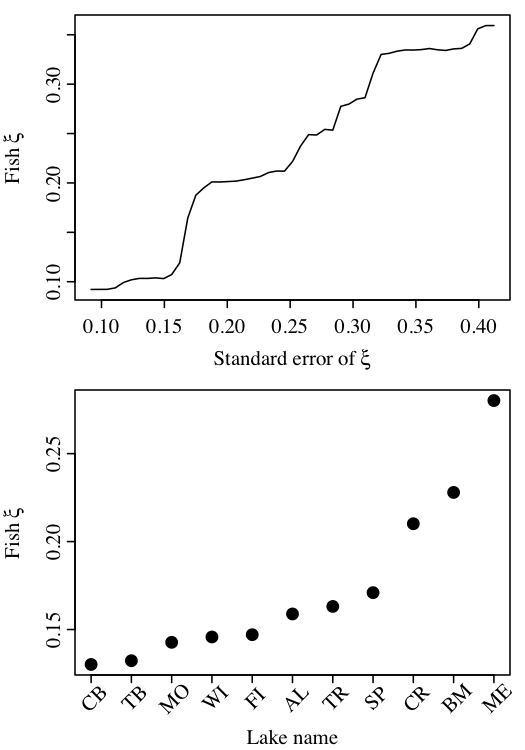 Fish ξ
0.30
0.20
0.10
0.10 0.15 0.20 0.25 0.30 0.35 0.40
Standard error of ξ
Fish ξ
0.25
0.20
0.15
CB TB MO WI FI AL TR SP CR BM ME
Lake name